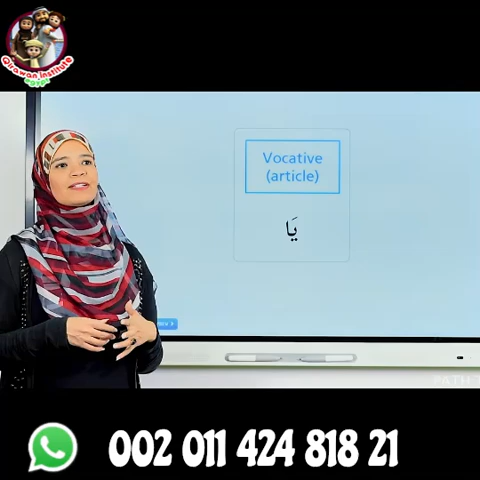 Qirawan Institute
egypt
Vocative
(article)
يَا
002 011 424 818 21